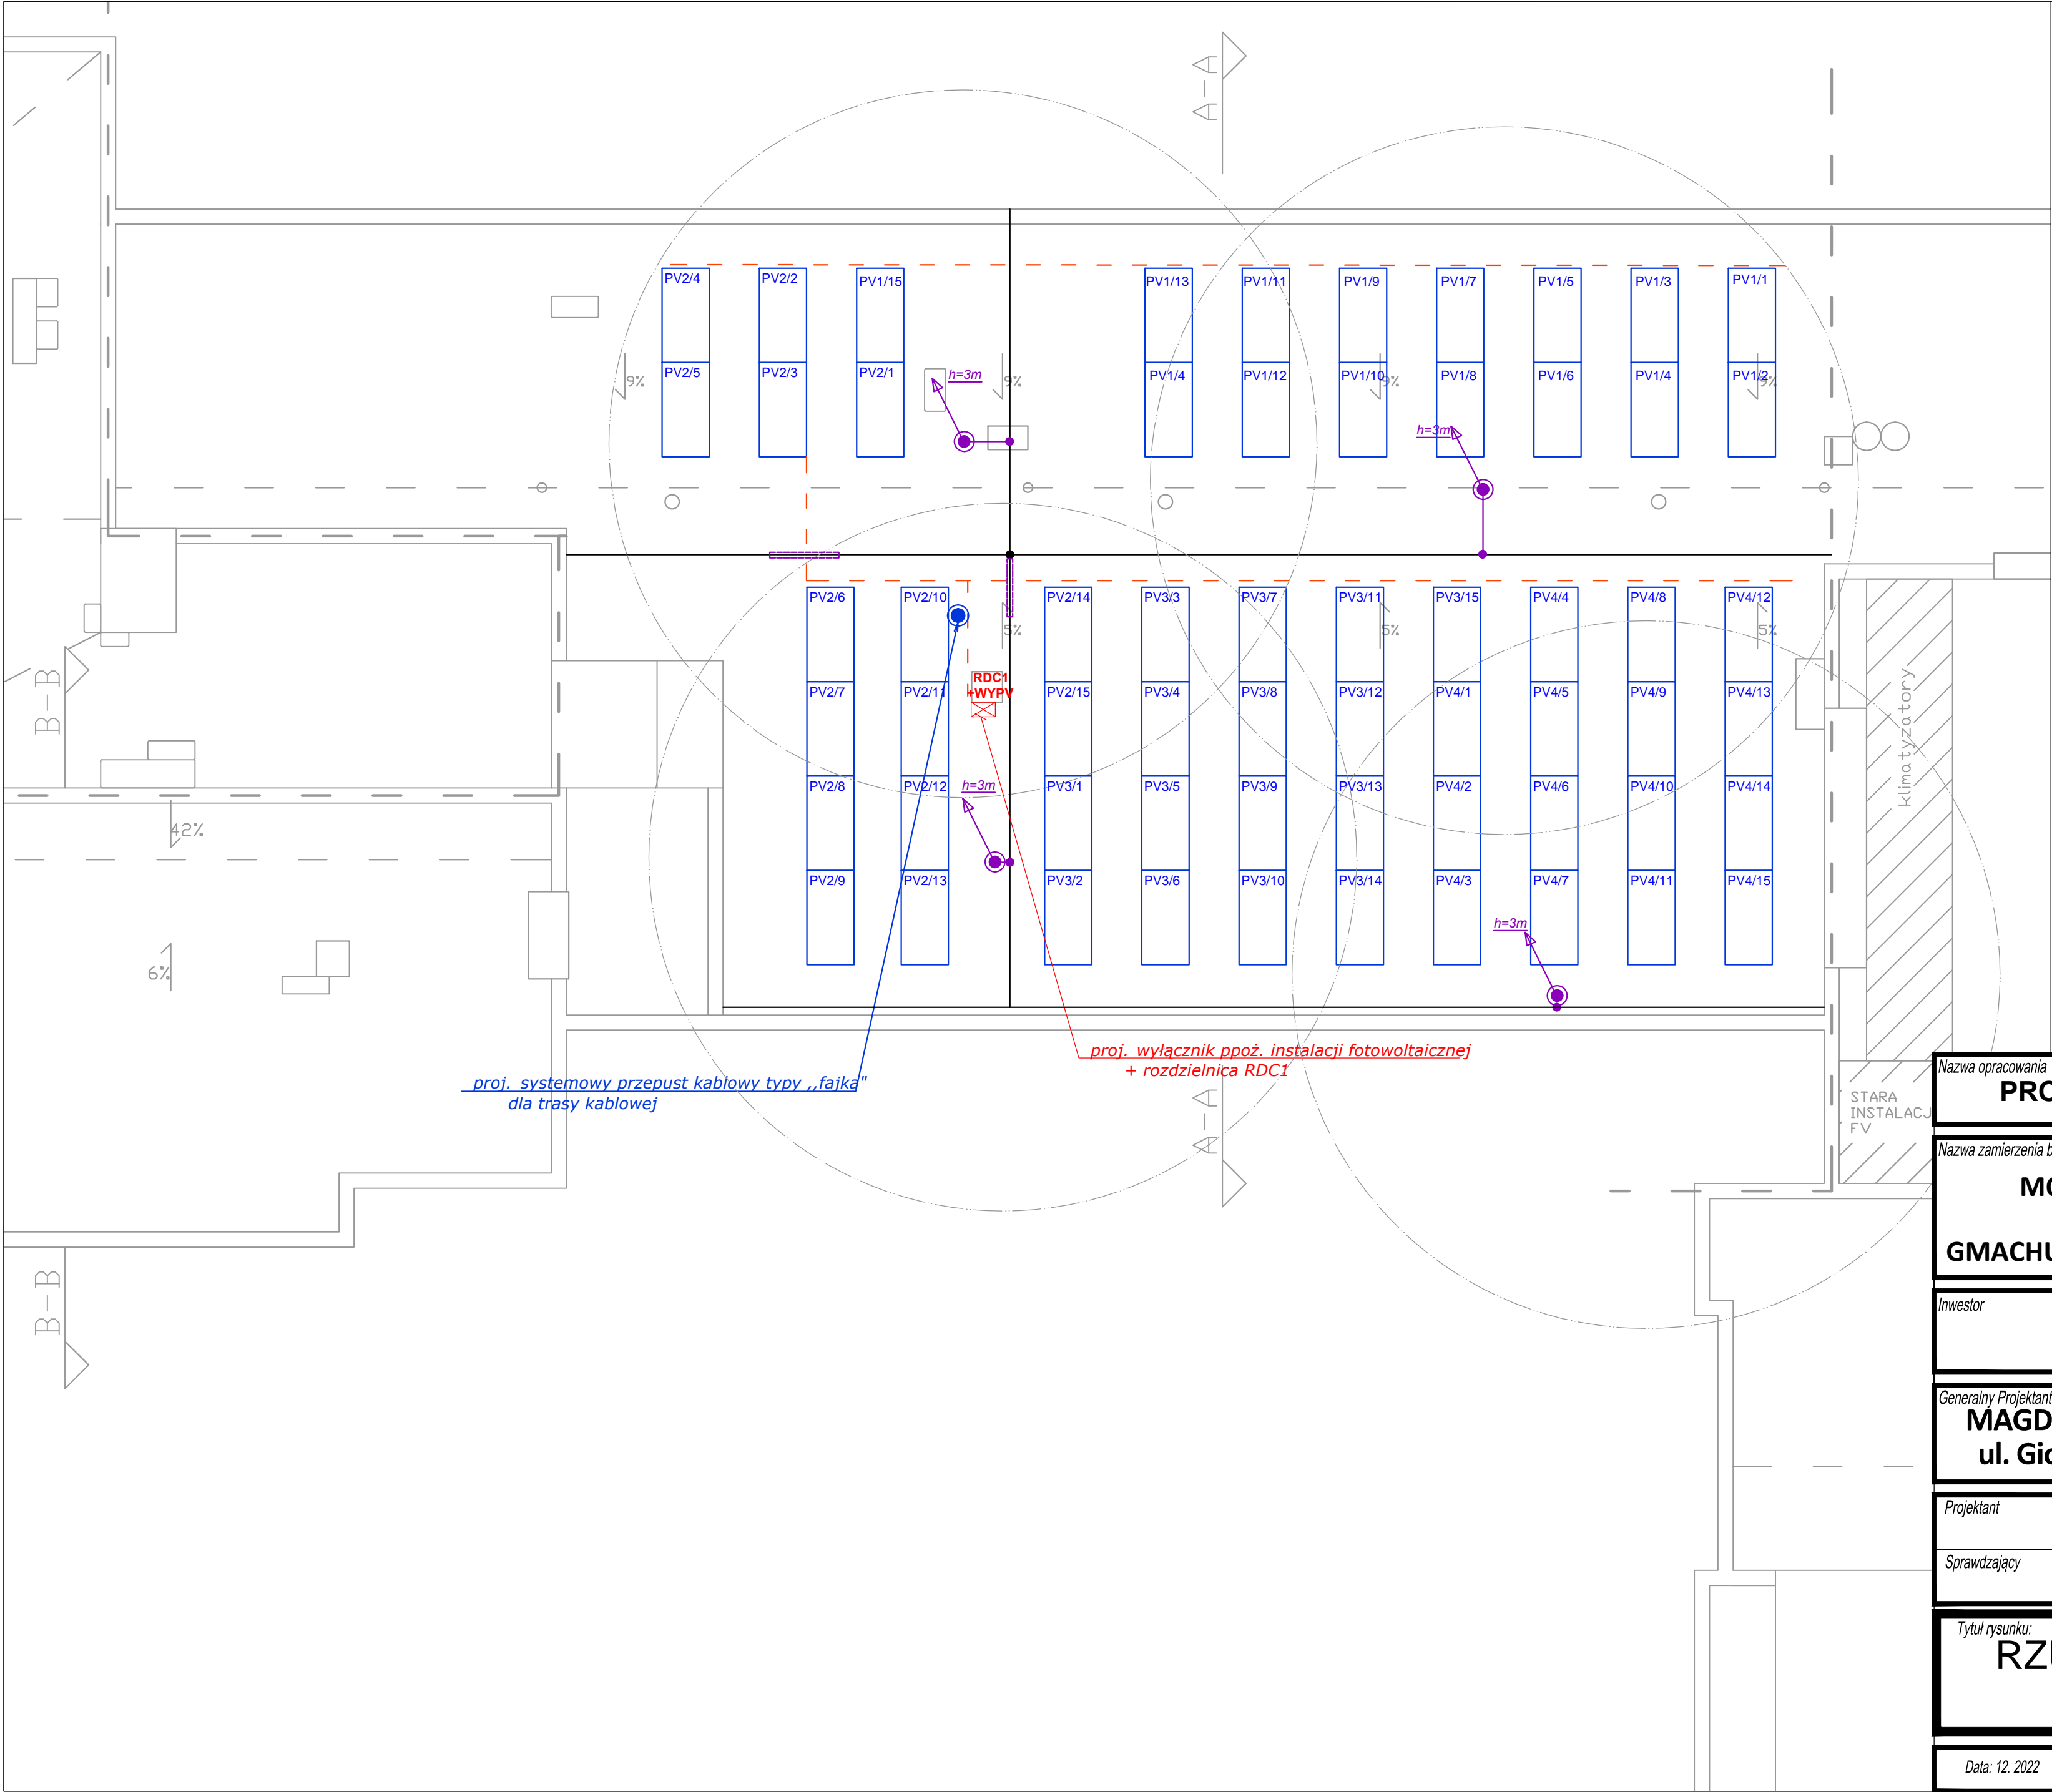 A-A
PV2/4 PV2/2 PV1/15 PV1/13 PV1/11 PV1/9 PV1/7 PV1/5 PV1/3 PV1/1
PV2/5 PV2/3 PV2/1 PV1/4 PV1/12 PV1/10 PV1/8 PV1/6 PV1/4 PV1/2
9% 9% 9% 9%
h=3m
h=3m
PV2/6 PV2/10 PV2/14 PV3/3 PV3/7 PV3/11 PV3/15 PV4/4 PV4/8 PV4/12
5% 5% 5%
RDC1
+WYPV
PV2/7 PV2/11 PV2/15 PV3/4 PV3/8 PV3/12 PV4/1 PV4/5 PV4/9 PV4/13
B-B
klimatyzatory
PV2/8 PV2/12 PV3/1 PV3/5 PV3/9 PV3/13 PV4/2 PV4/6 PV4/10 PV4/14
h=3m
42%
PV2/9 PV2/13 PV3/2 PV3/6 PV3/10 PV3/14 PV4/3 PV4/7 PV4/11 PV4/15
h=3m
6%
proj. wyłącznik ppoż. instalacji fotowoltaicznej
+ rozdzielnica RDC1
proj. systemowy przepust kablowy typy ,,fajka"
dla trasy kablowej
A-A
STARA
INSTALACJ
FV
B-B
Nazwa opracowania
PRO
Nazwa zamierzenia b
GMACHU
Inwestor
Generalny Projektant
MAGD
ul. Gio
Projektant
Sprawdzający
Tytuł rysunku:
RZU
Data: 12. 2022